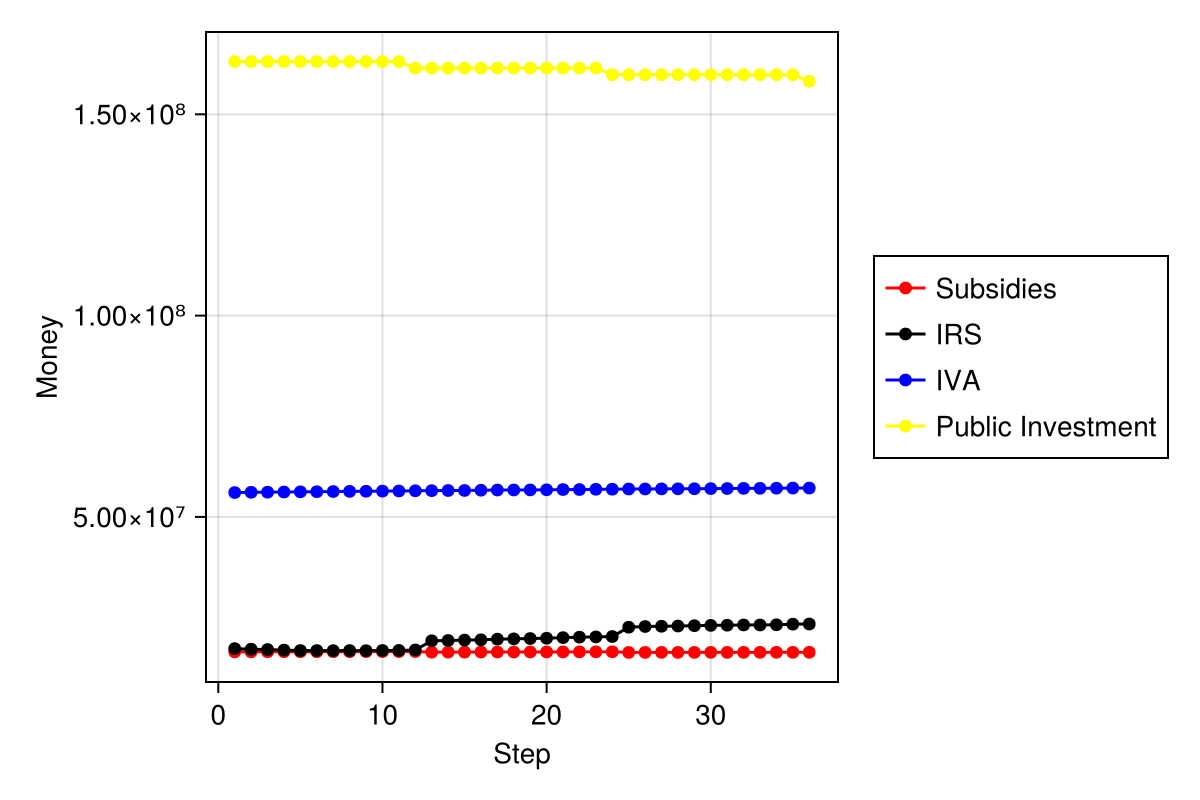 1.50×10⁸
1.00×10⁸
5.00×10⁷
Money
0 10 20 30
Step
Subsidies
IRS
IVA
Public Investment